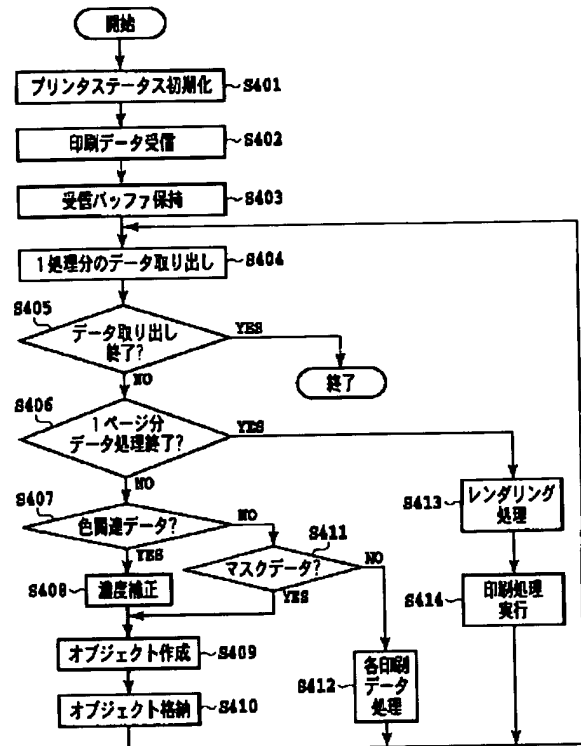 開始
プリンタステータス初期化
S401
印刷データ受信
S402
受信バッファ保持
S403
1処理分のデータ取り出し
S404
S405
データ取り出し
終了?
YES
NO
終了
S406
1ページ分
データ処理終了?
YES
NO
S407
色関連データ?
NO
YES
S411
マスクデータ?
NO
YES
S408
濃度補正
オブジェクト作成
S409
オブジェクト格納
S410
S412
各印刷
データ
処理
S413
レンダリング
処理
S414
印刷処理
実行